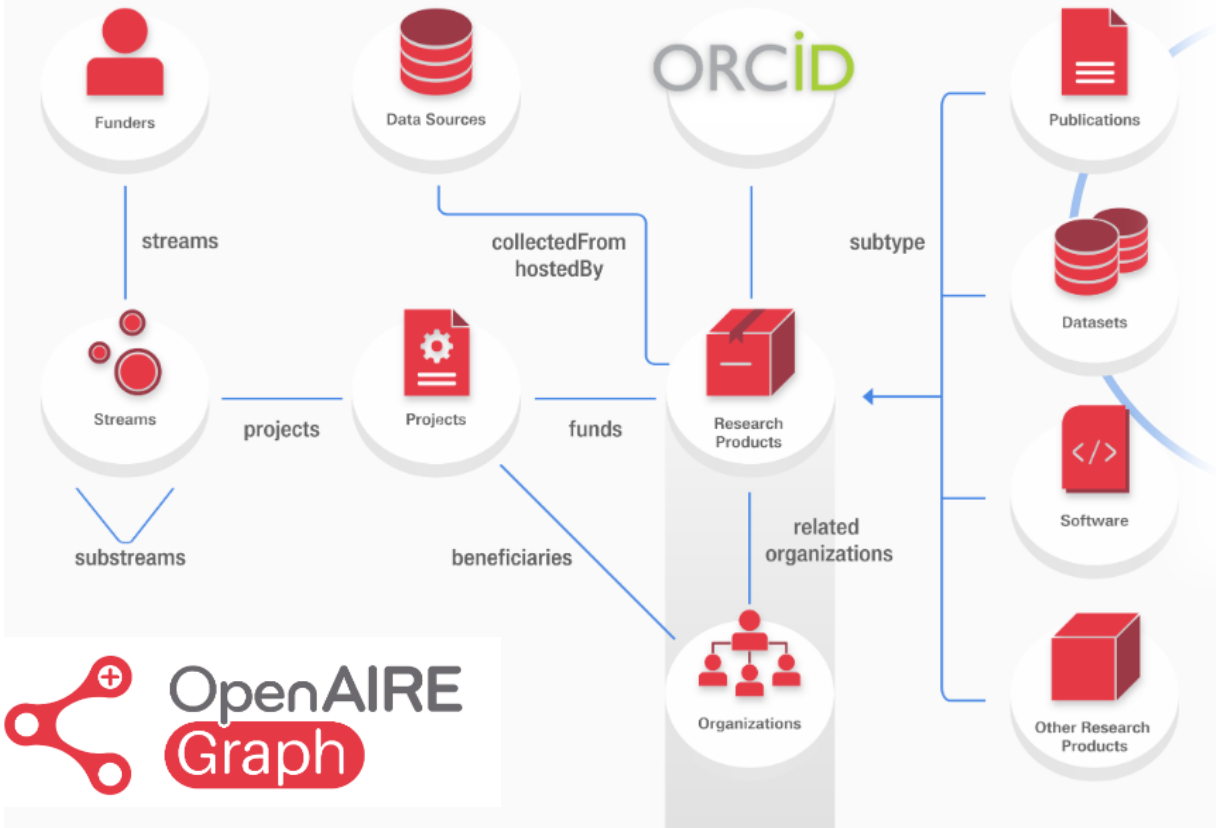 Funders
Data Sources
ORCiD
Publications
streams
collectedFrom
hostedBy
subtype
Datasets
Streams
projects
Projects
funds
Research
Products
substreams
beneficiaries
related
organizations
Software
Organizations
Other Research
Products
OpenAIRE
Graph